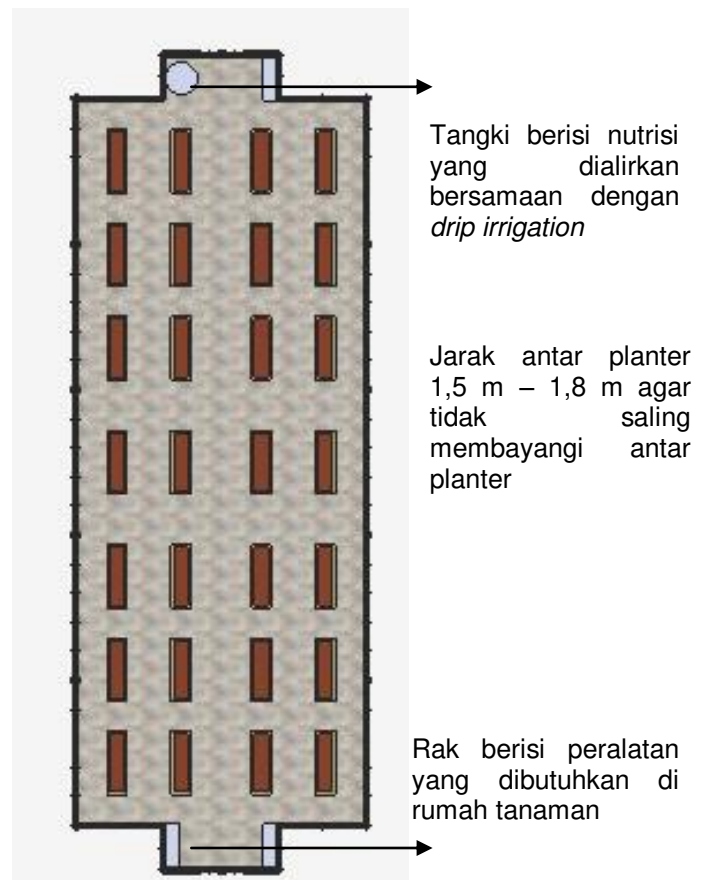 Tangki berisi nutrisi
yang dialirkan
bersamaan dengan
drip irrigation
Jarak antar planter
1,5 m – 1,8 m agar
tidak saling
membayangi antar
planter
Rak berisi peralatan
yang dibutuhkan di
rumah tanaman